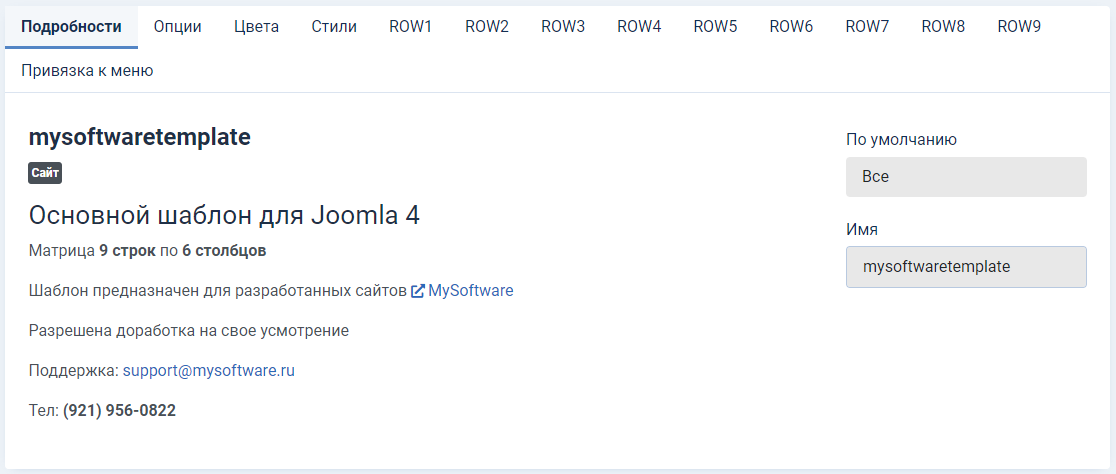 Подробности Опции Цвета Стили ROW1 ROW2 ROW3 ROW4 ROW5 ROW6 ROW7 ROW8 ROW9
Привязка к меню
mysoftwaretemplate
Сайт
Основной шаблон для Joomla 4
Матрица 9 строк по 6 столбцов
Шаблон предназначен для разработанных сайтов MySoftware
Разрешена доработка на свое усмотрение
Поддержка: support@mysoftware.ru
Тел: (921) 956-0822
По умолчанию
Все
Имя
mysoftwaretemplate